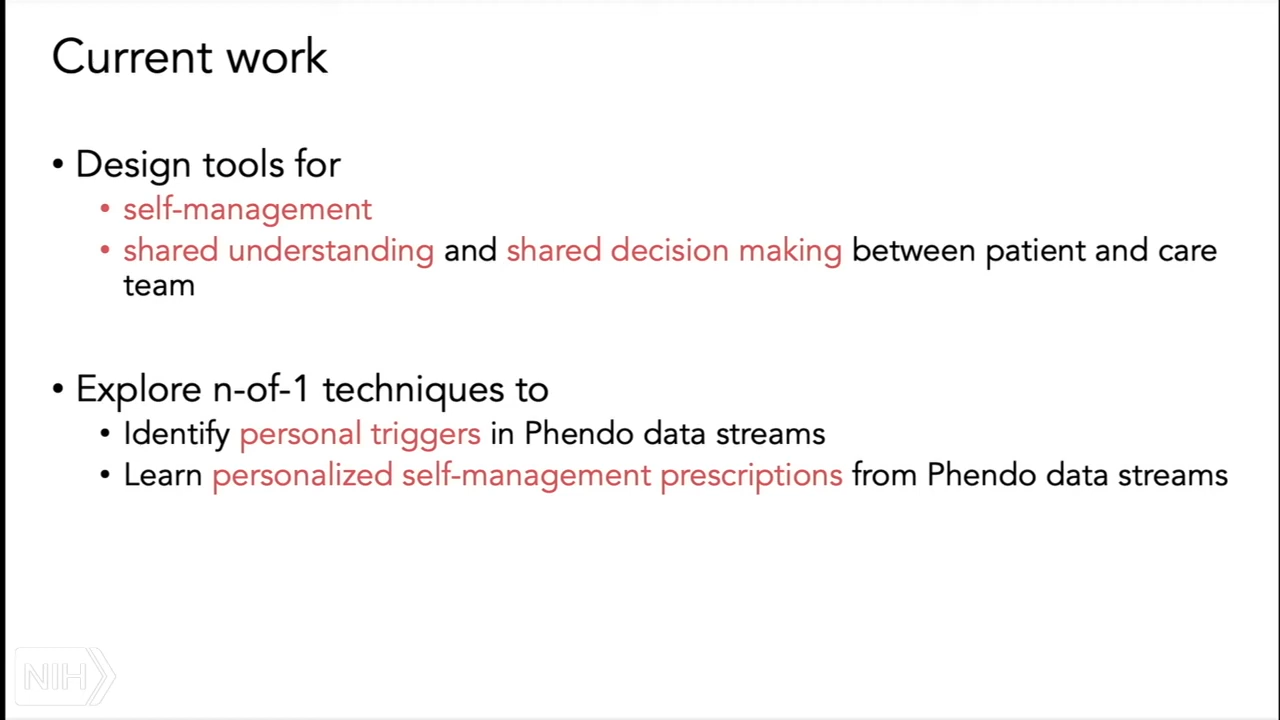 Current work
• Design tools for
• self-management
• shared understanding and shared decision making between patient and care
team
• Explore n-of-1 techniques to
• Identify personal triggers in Phendo data streams
• Learn personalized self-management prescriptions from Phendo data streams
NIH